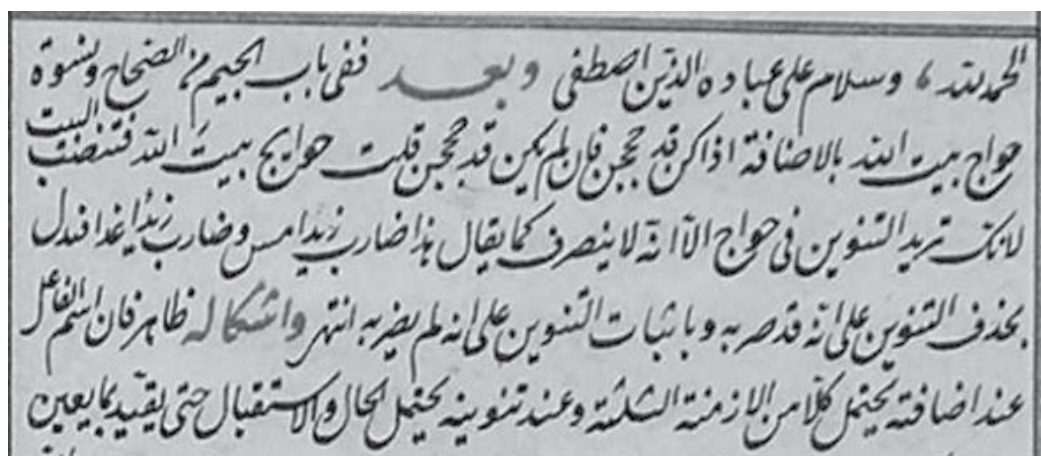 الحمد لله وسلام على عباده الذين اصطفى وبعد ففي باب الجيم من الصحاح ونسوة
حواج بيت الله بالاضافة اذا كن قد حججن فان لم يكن قد حججن قلت حواج بيت الله فتنصب البيت
لانك تريد التنوين في حواج الا انه لا ينصرف كما يقال هذا ضارب زيد امس وضارب زيدا غدا فتدل
بحذف التنوين على انه قد ضربه وباثبات التنوين على انه لم يضربه انتهى واشكاله ظاهر فان اسم الفاعل
عند اضافته يحتمل كلا من الازمنة الثلثة وعند تنوينه يحتمل الحال والاستقبال حتى يقيد بما يعين